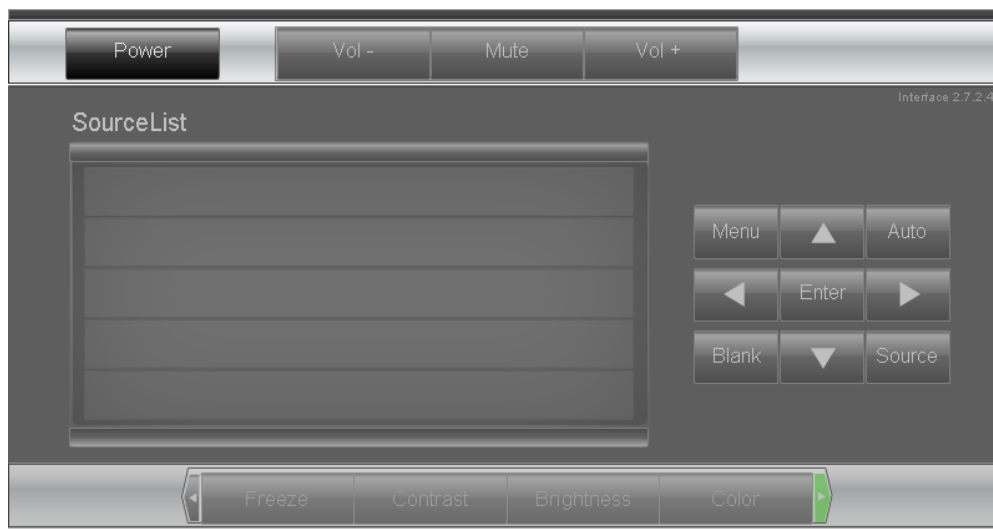 Power Vol - Mute Vol +
Interface 2.7.2.4
SourceList
Menu Auto
Enter
Blank Source
Freeze Contrast Brightness Color